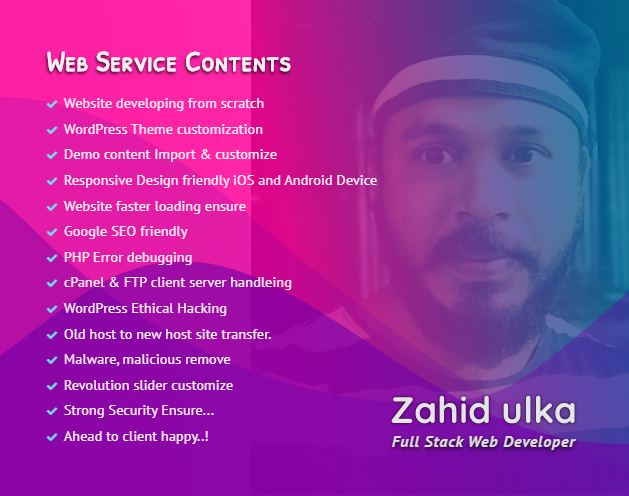 Web Service Contents
Website developing from scratch
WordPress Theme customization
Demo content Import & customize
Responsive Design friendly iOS and Android Device
Website faster loading ensure
Google SEO friendly
PHP Error debugging
cPanel & FTP client server handleing
WordPress Ethical Hacking
Old host to new host site transfer.
Malware, malicious remove
Revolution slider customize
Strong Security Ensure...
Ahead to client happy..!
Zahid ulka
Full Stack Web Developer